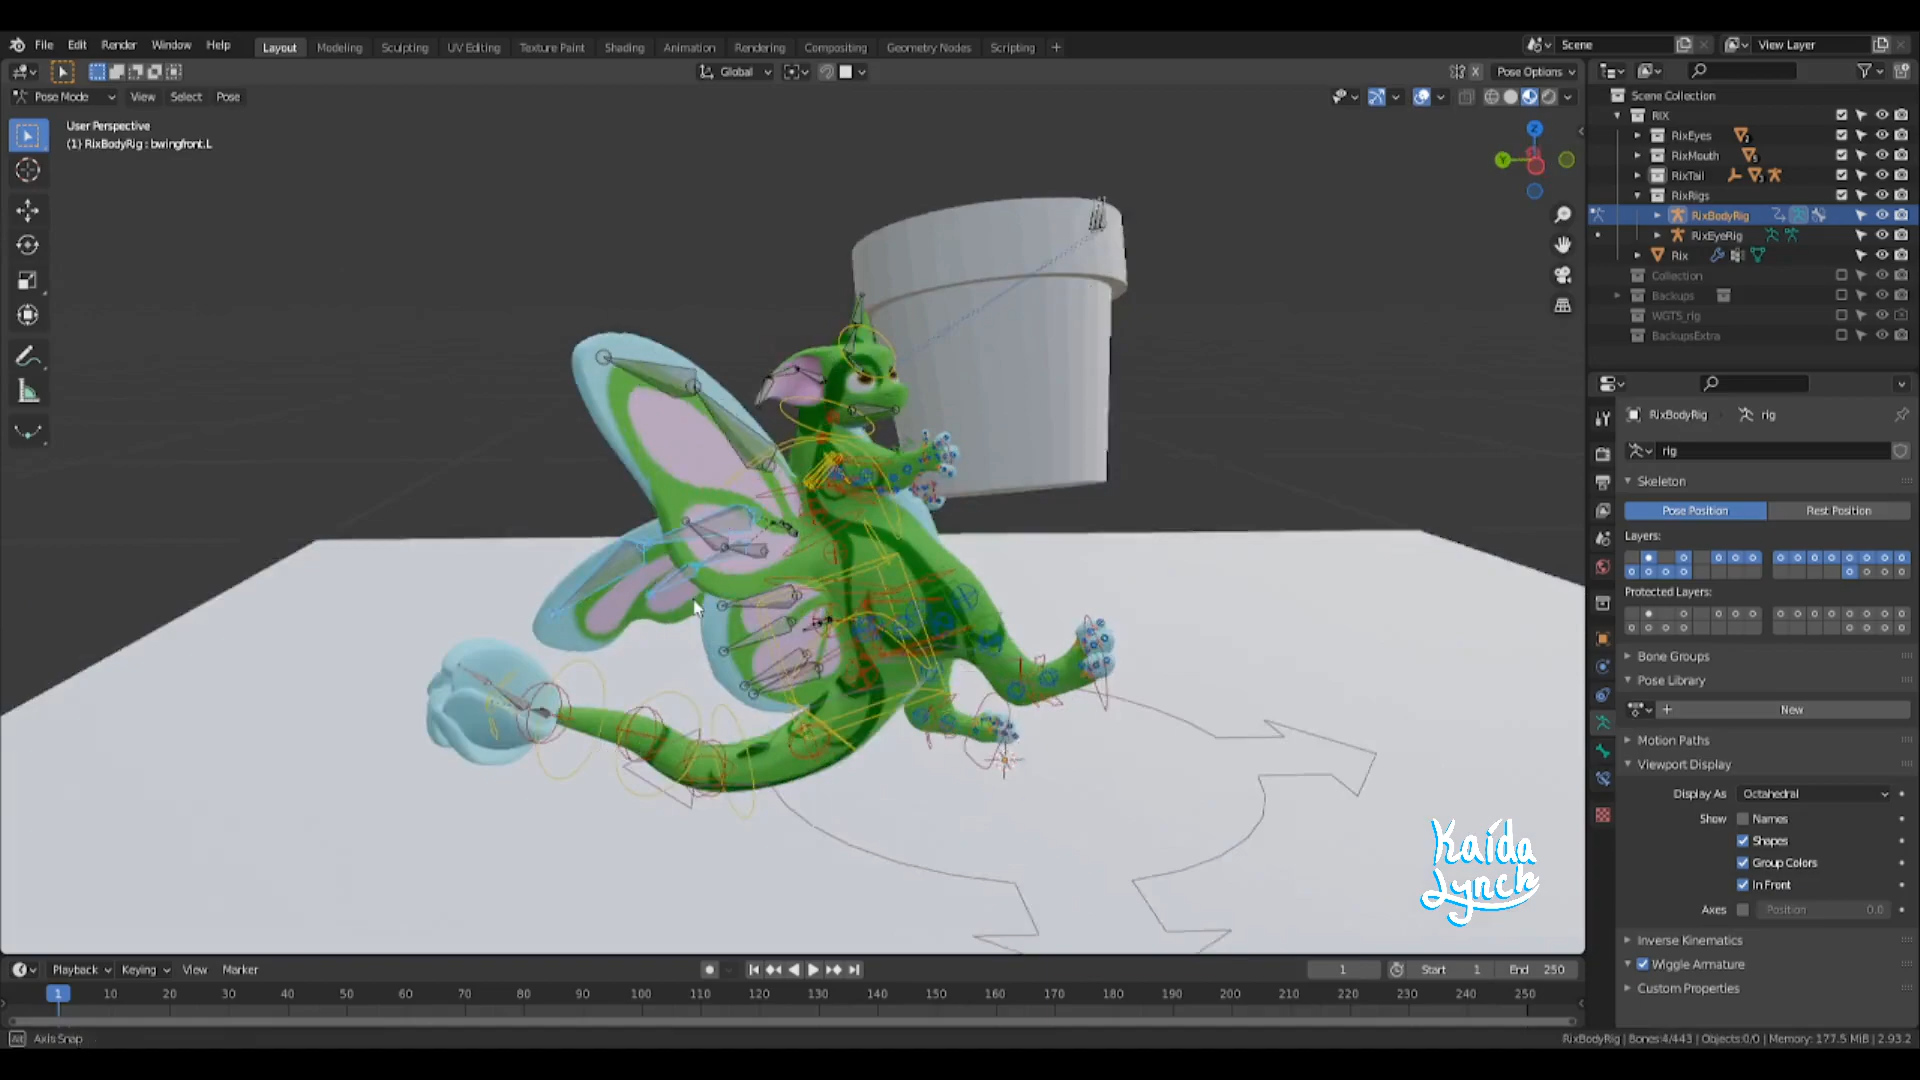 File Edit Render Window Help Layout Modeling Sculpting UV Editing Texture Paint Shading Animation Rendering Compositing Geometry Nodes Scripting + Scene View Layer
Global X Pose Options
Pose Mode View Select Pose
User Perspective
(1) RixBodyRig : bwingfront.L
Z
Y
Scene Collection
RIX
RixEyes
RixMouth
RixTail
RixRigs
RixBodyRig
RixEyeRig
Rix
Collection
Backups
WGTS_rig
BackupsExtra
RixBodyRig rig
rig
Skeleton
Pose Position Rest Position
Layers:
Protected Layers:
Bone Groups
Pose Library
+ New
Motion Paths
Viewport Display
Display As Octahedral
Show Names
Shapes
Group Colors
In Front
Axes Position 0.0
Inverse Kinematics
Wiggle Armature
Custom Properties
Kaida
Lynck
Playback Keying View Marker 1 Start 1 End 250
1 10 20 30 40 50 60 70 80 90 100 110 120 130 140 150 160 170 180 190 200 210 220 230 240 250
Alt Axis Snap RixBodyRig | Bones:4/443 | Objects:0/0 | Memory: 177.5 MiB | 2.93.2